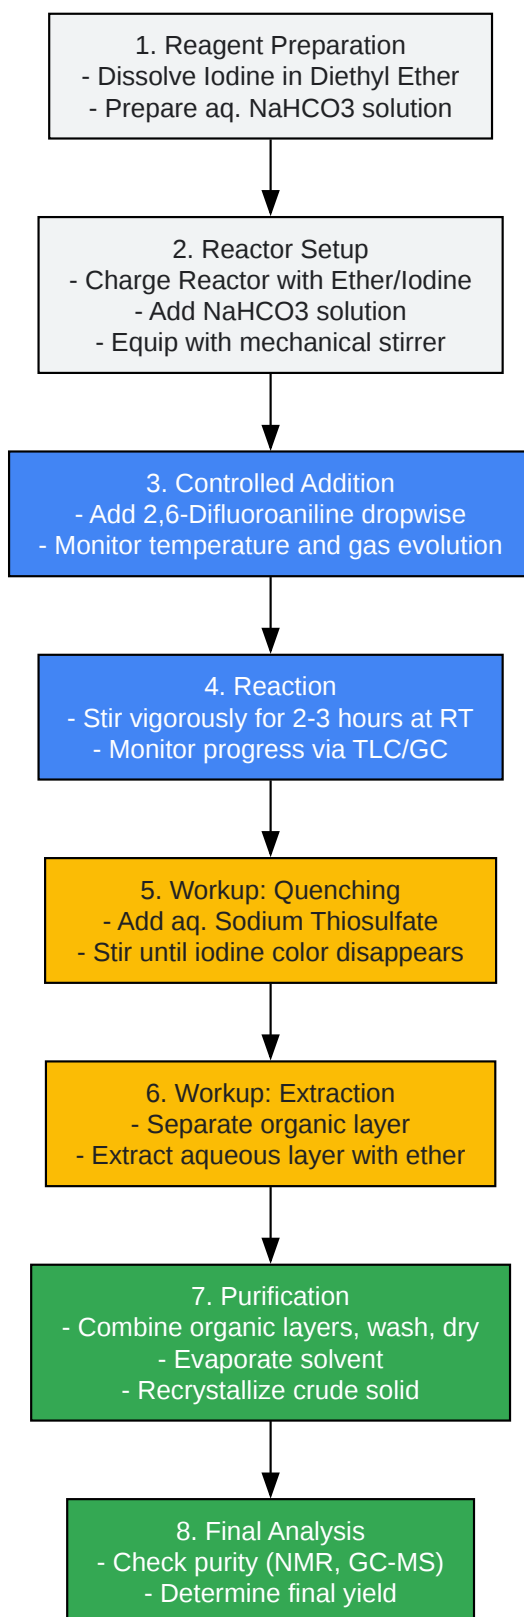 1. Reagent Preparation
- Dissolve Iodine in Diethyl Ether
- Prepare aq. NaHCO3 solution
2. Reactor Setup
- Charge Reactor with Ether/Iodine
- Add NaHCO3 solution
- Equip with mechanical stirrer
3. Controlled Addition
- Add 2,6-Difluoroaniline dropwise
- Monitor temperature and gas evolution
4. Reaction
- Stir vigorously for 2-3 hours at RT
- Monitor progress via TLC/GC
5. Workup: Quenching
- Add aq. Sodium Thiosulfate
- Stir until iodine color disappears
6. Workup: Extraction
- Separate organic layer
- Extract aqueous layer with ether
7. Purification
- Combine organic layers, wash, dry
- Evaporate solvent
- Recrystallize crude solid
8. Final Analysis
- Check purity (NMR, GC-MS)
- Determine final yield